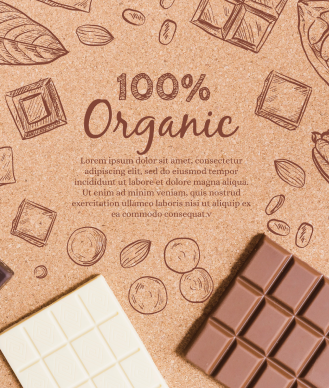 100%
Organic
Lorem ipsum dolor sit amet, consectetur
adipiscing elit, sed do eiusmod tempor
incididunt ut labore et dolore magna aliqua.
Ut enim ad minim veniam, quis nostrud
exercitation ullamco laboris nisi ut aliquip ex
ea commodo consequat.v